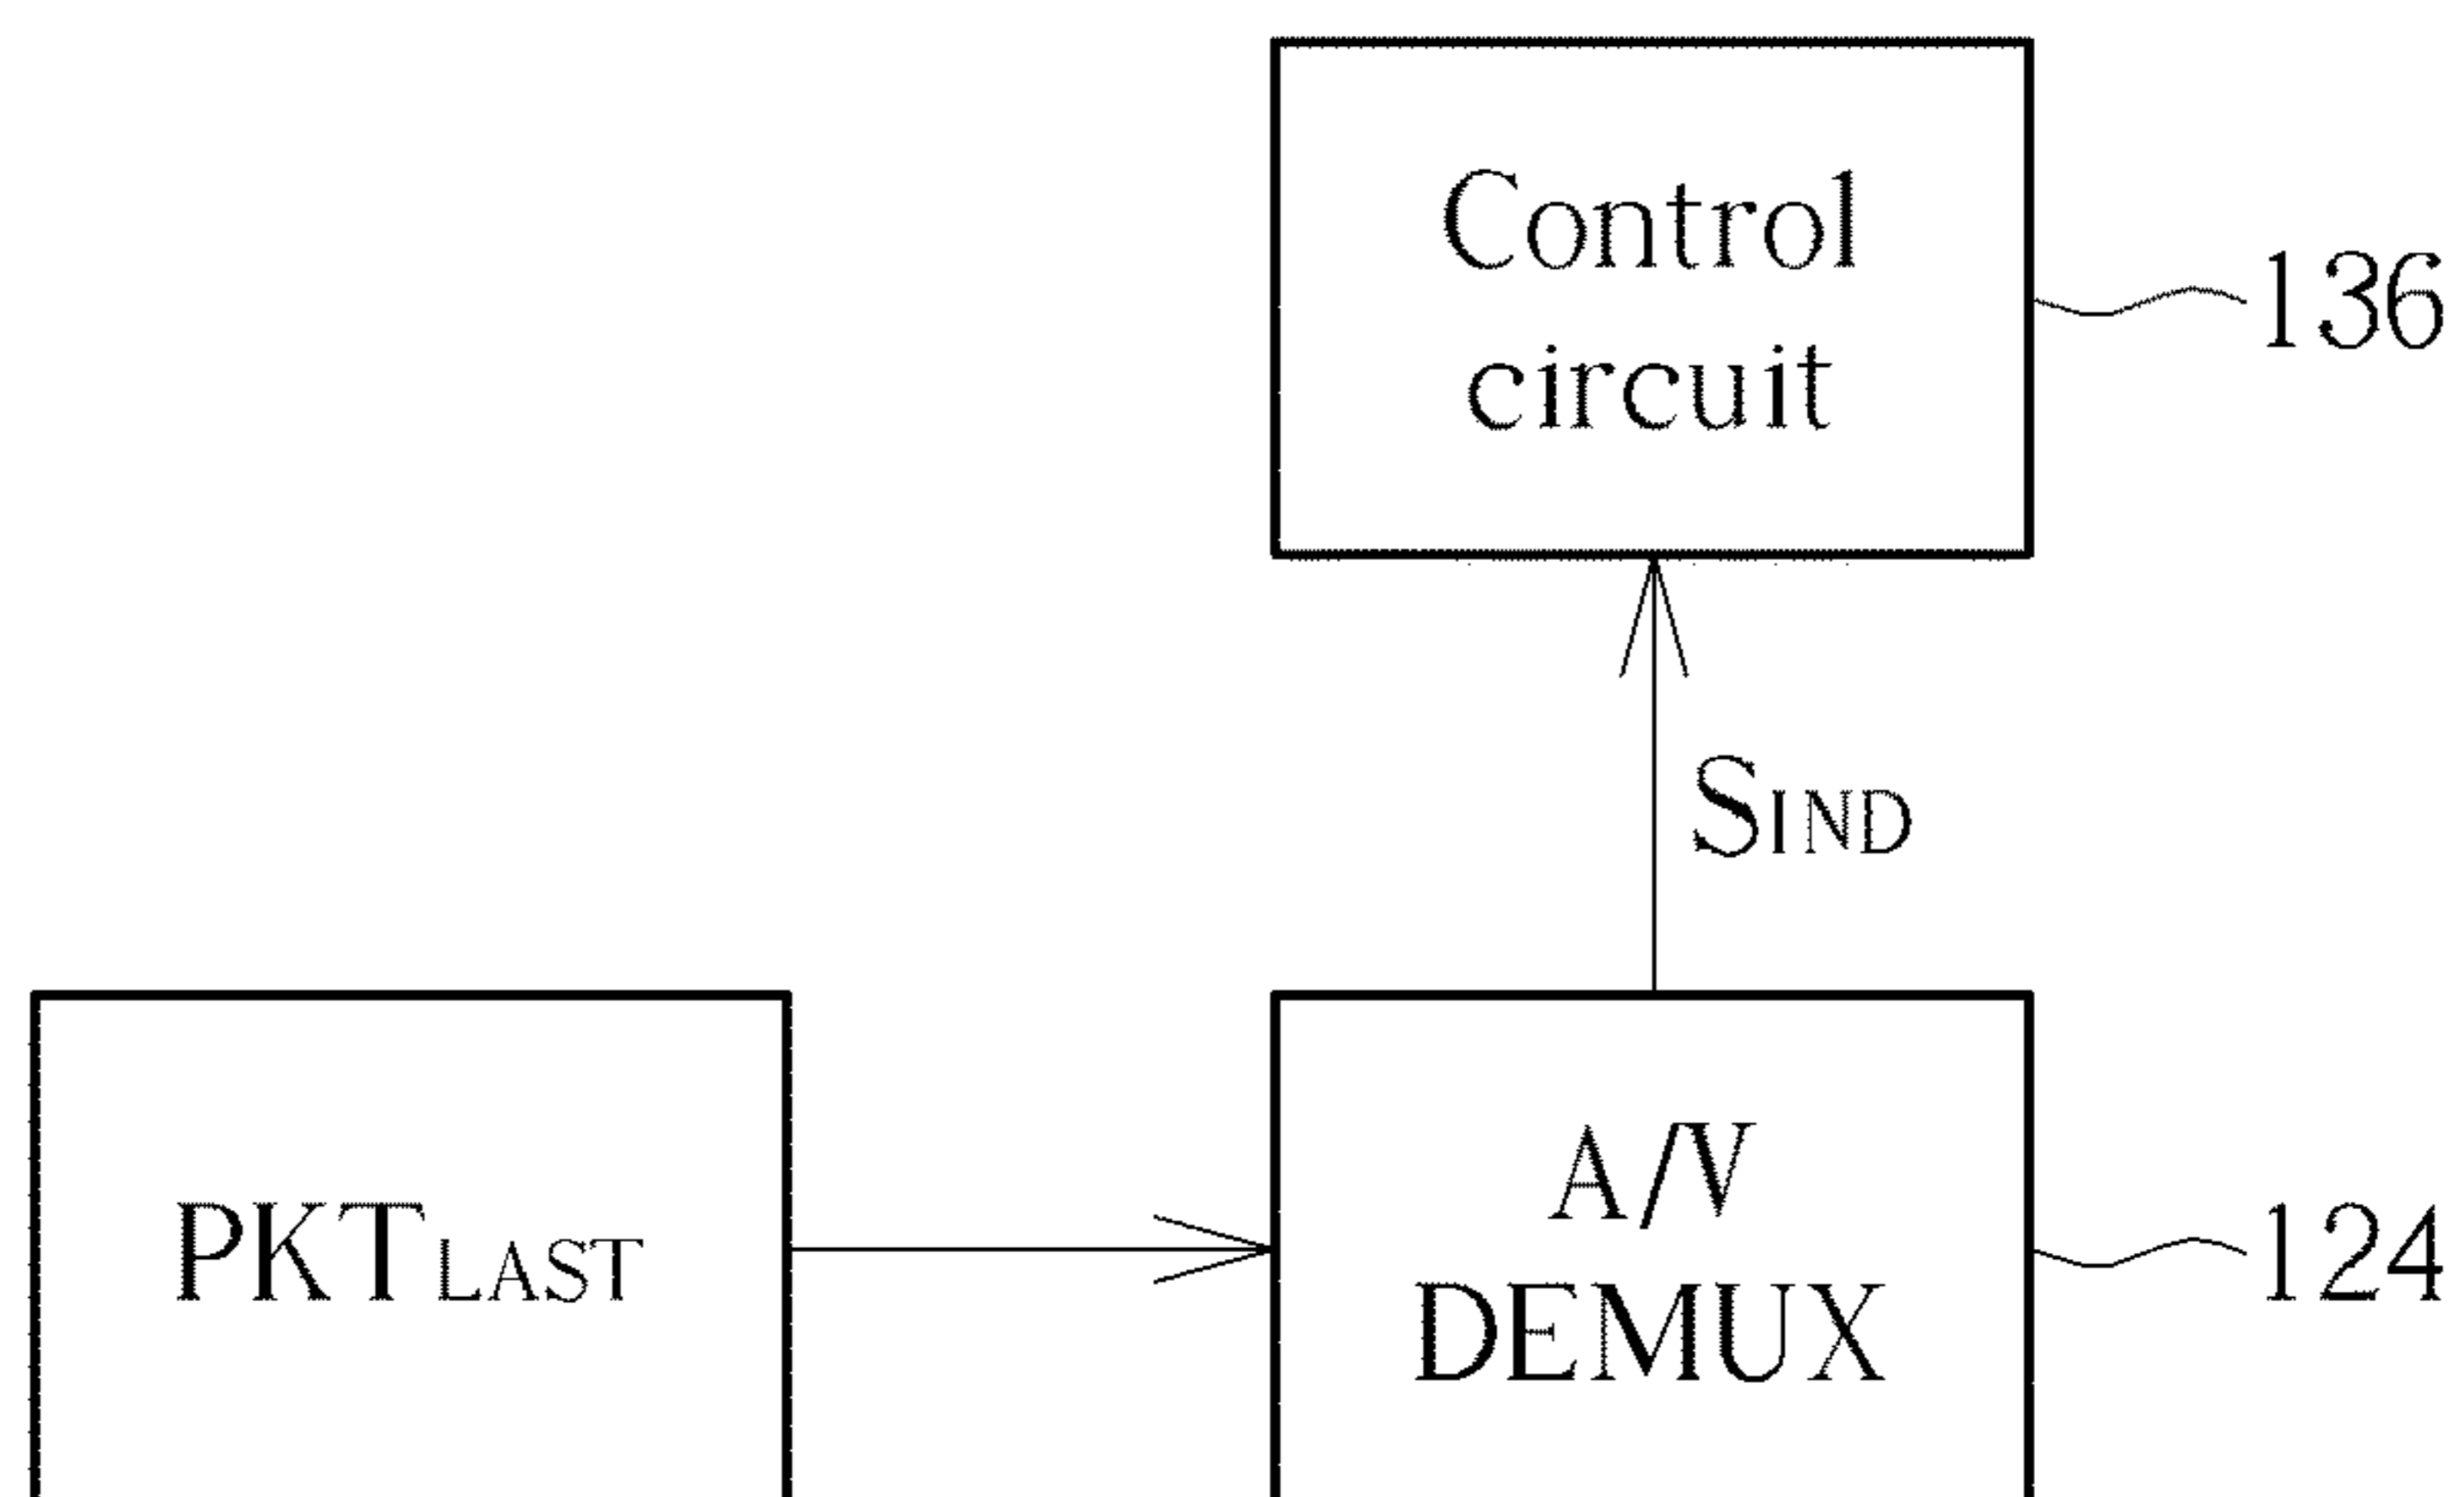 Control
circuit
136
SIND
PKTLAST
A/V
DEMUX
124